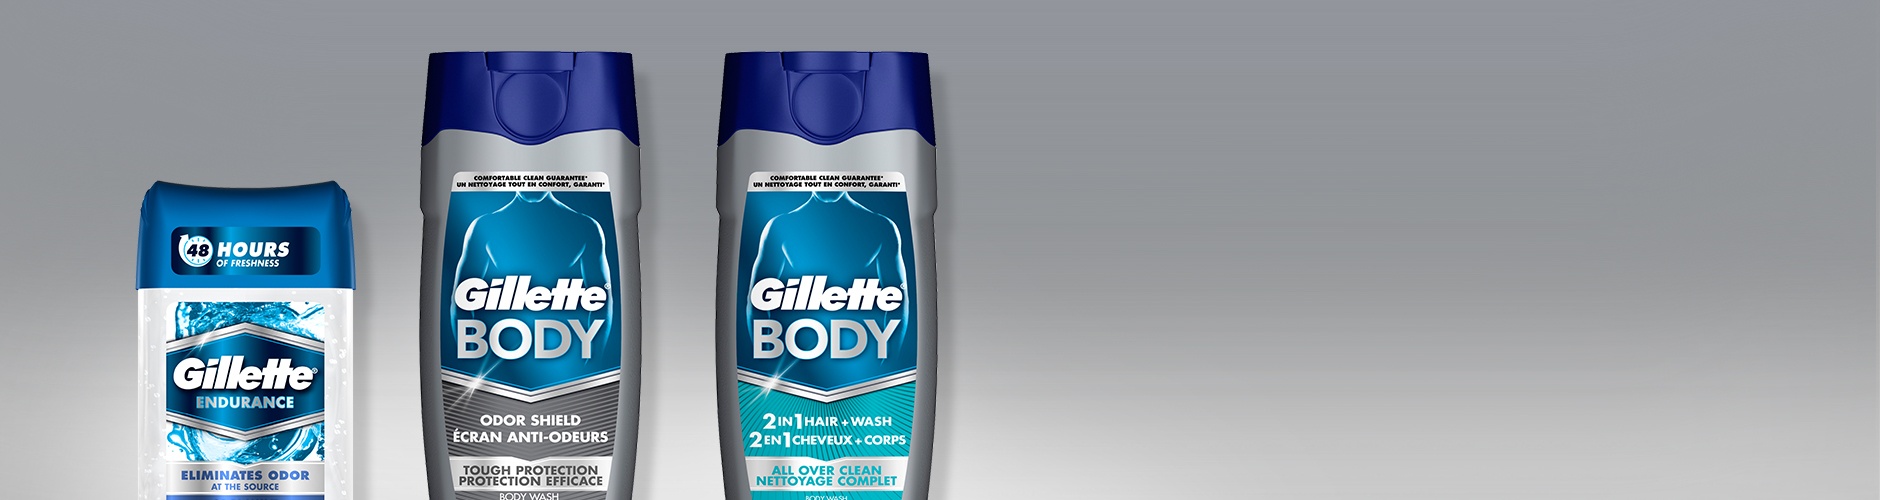 48 HOURS
OF FRESHNESS
Gillette®
ENDURANCE
ELIMINATES ODOR
AT THE SOURCE
COMFORTABLE CLEAN GUARANTEE*
UN NETTOYAGE TOUT EN CONFORT, GARANTI*
Gillette®
BODY
ODOR SHIELD
ÉCRAN ANTI-ODEURS
TOUGH PROTECTION
PROTECTION EFFICACE
BODY WASH
COMFORTABLE CLEAN GUARANTEE*
UN NETTOYAGE TOUT EN CONFORT, GARANTI*
Gillette®
BODY
2 IN 1 HAIR + WASH
2 EN 1 CHEVEUX + CORPS
ALL OVER CLEAN
NETTOYAGE COMPLET
BODY WASH